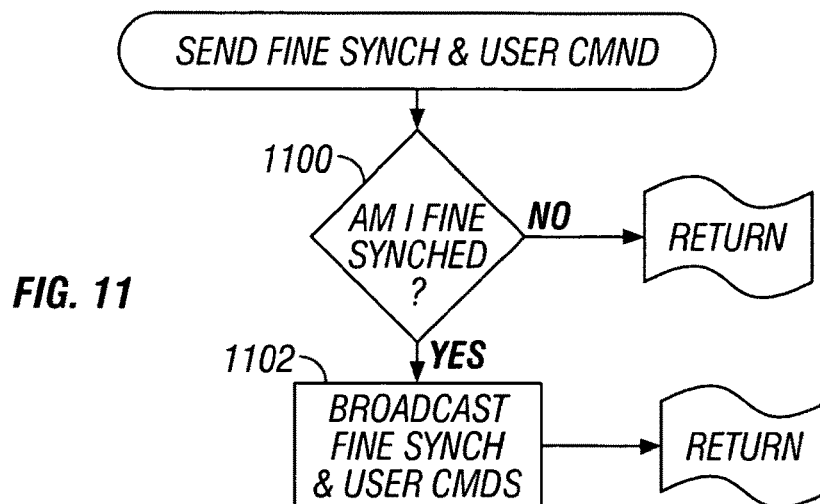 SEND FINE SYNCH & USER CMND
1100
AM I FINE
SYNCHED
?
NO
RETURN
FIG. 11
YES
1102
BROADCAST
FINE SYNCH
& USER CMDS
RETURN